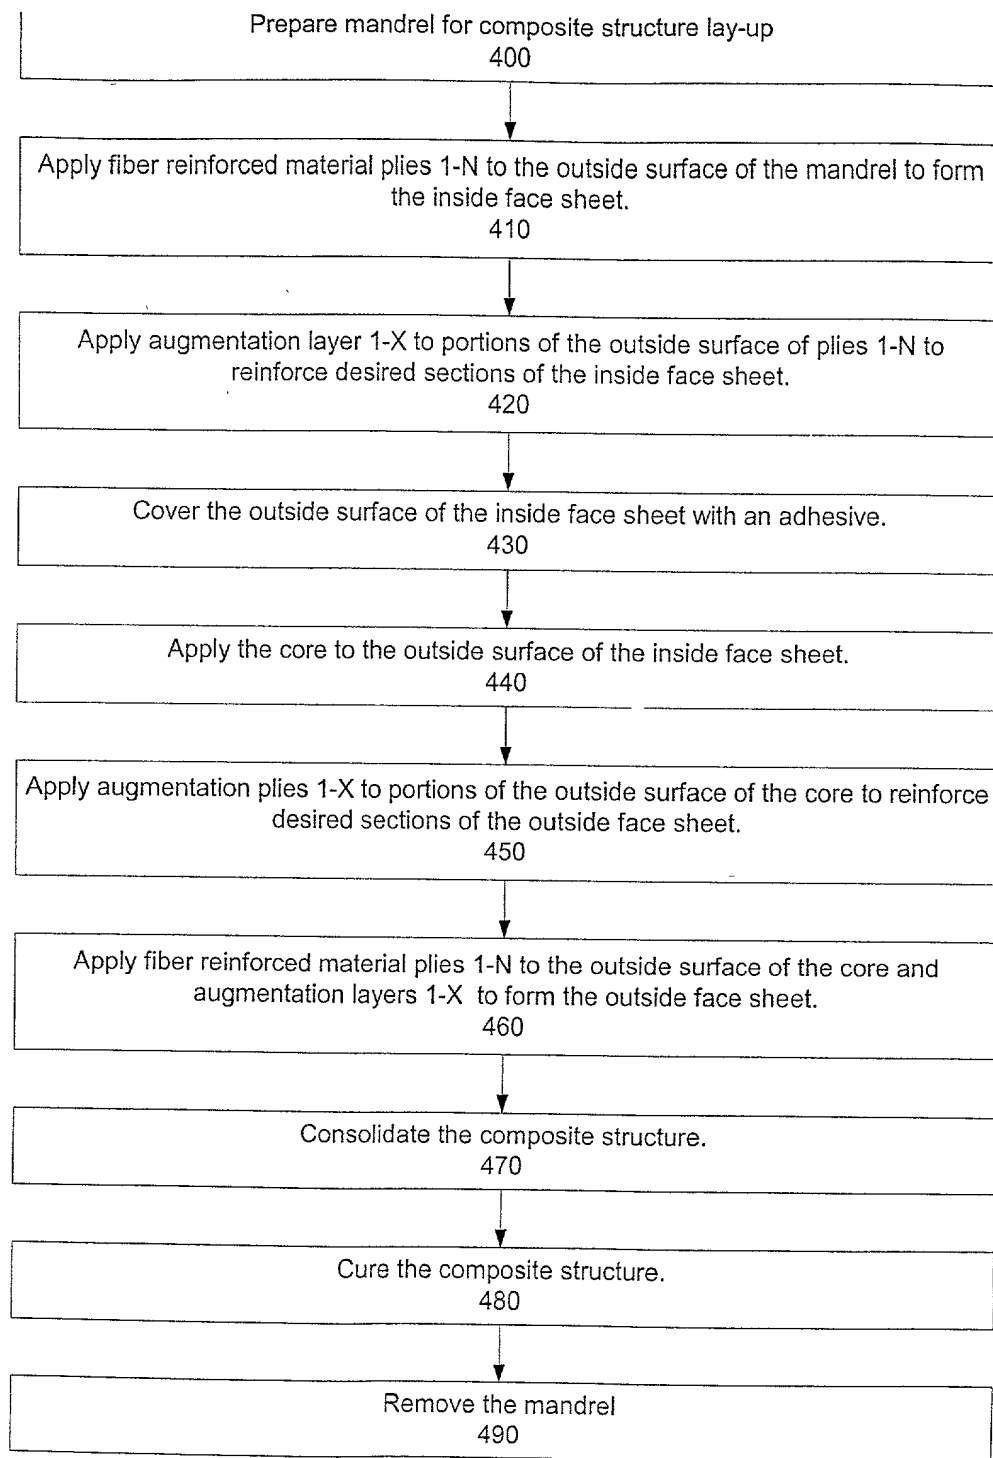 Prepare mandrel for composite structure lay-up
400
Apply fiber reinforced material plies 1-N to the outside surface of the mandrel to form
the inside face sheet.
410
Apply augmentation layer 1-X to portions of the outside surface of plies 1-N to
reinforce desired sections of the inside face sheet.
420
Cover the outside surface of the inside face sheet with an adhesive.
430
Apply the core to the outside surface of the inside face sheet.
440
Apply augmentation plies 1-X to portions of the outside surface of the core to reinforce
desired sections of the outside face sheet.
450
Apply fiber reinforced material plies 1-N to the outside surface of the core and
augmentation layers 1-X to form the outside face sheet.
460
Consolidate the composite structure.
470
Cure the composite structure.
480
Remove the mandrel
490